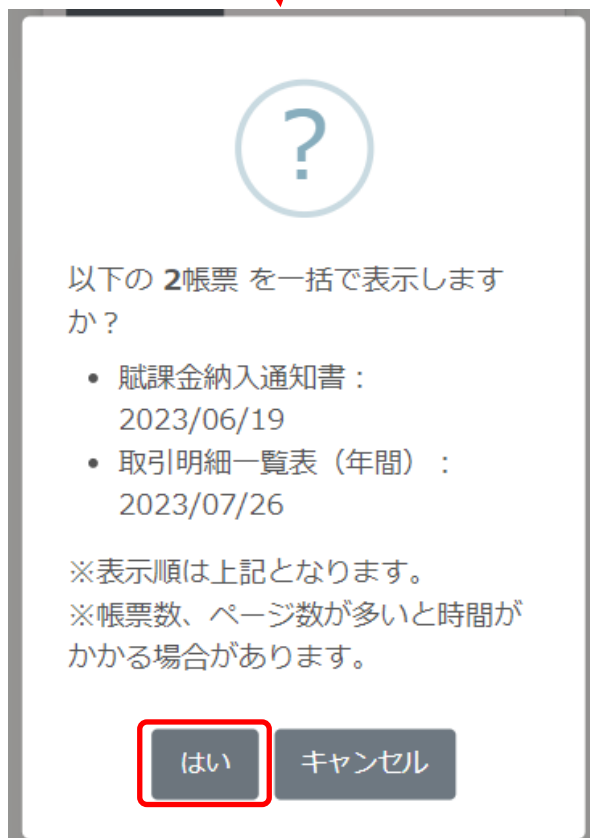 ?
以下の 2帳票 を一括で表示します
か？
• 賦課金納入通知書：
2023/06/19
• 取引明細一覧表（年間）：
2023/07/26
※表示順は上記となります。
※帳票数、ページ数が多いと時間が
かかる場合があります。
はい キャンセル